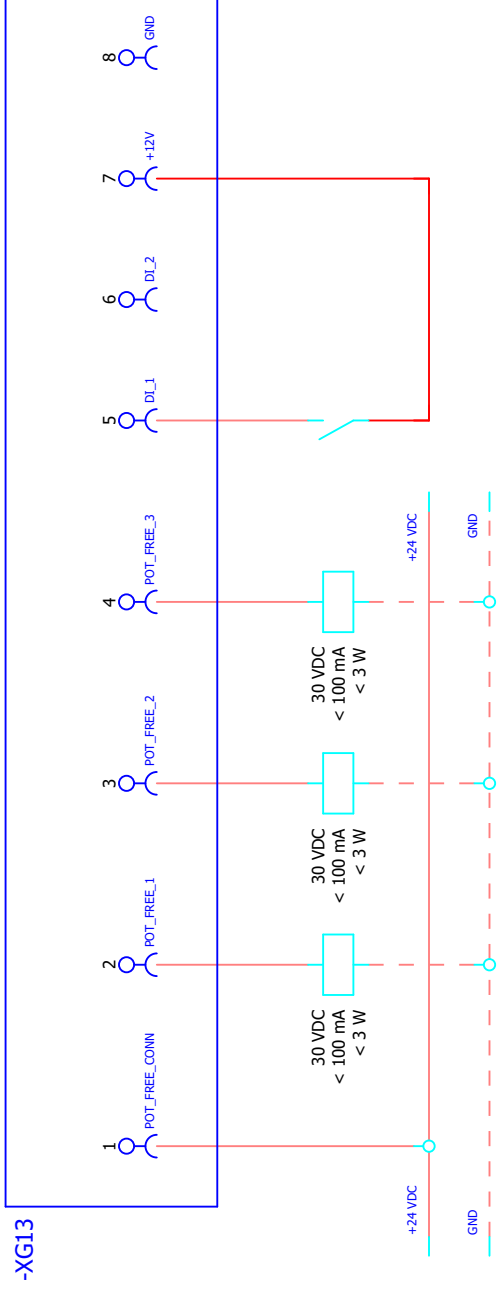 -XG13
1
POT_FREE_CONN
2
POT_FREE_1
3
POT_FREE_2
4
POT_FREE_3
5
DI_1
6
DI_2
7
+12V
8
GND
30 VDC
< 100 mA
< 3 W
30 VDC
< 100 mA
< 3 W
30 VDC
< 100 mA
< 3 W
+24 VDC
+24 VDC
GND
GND